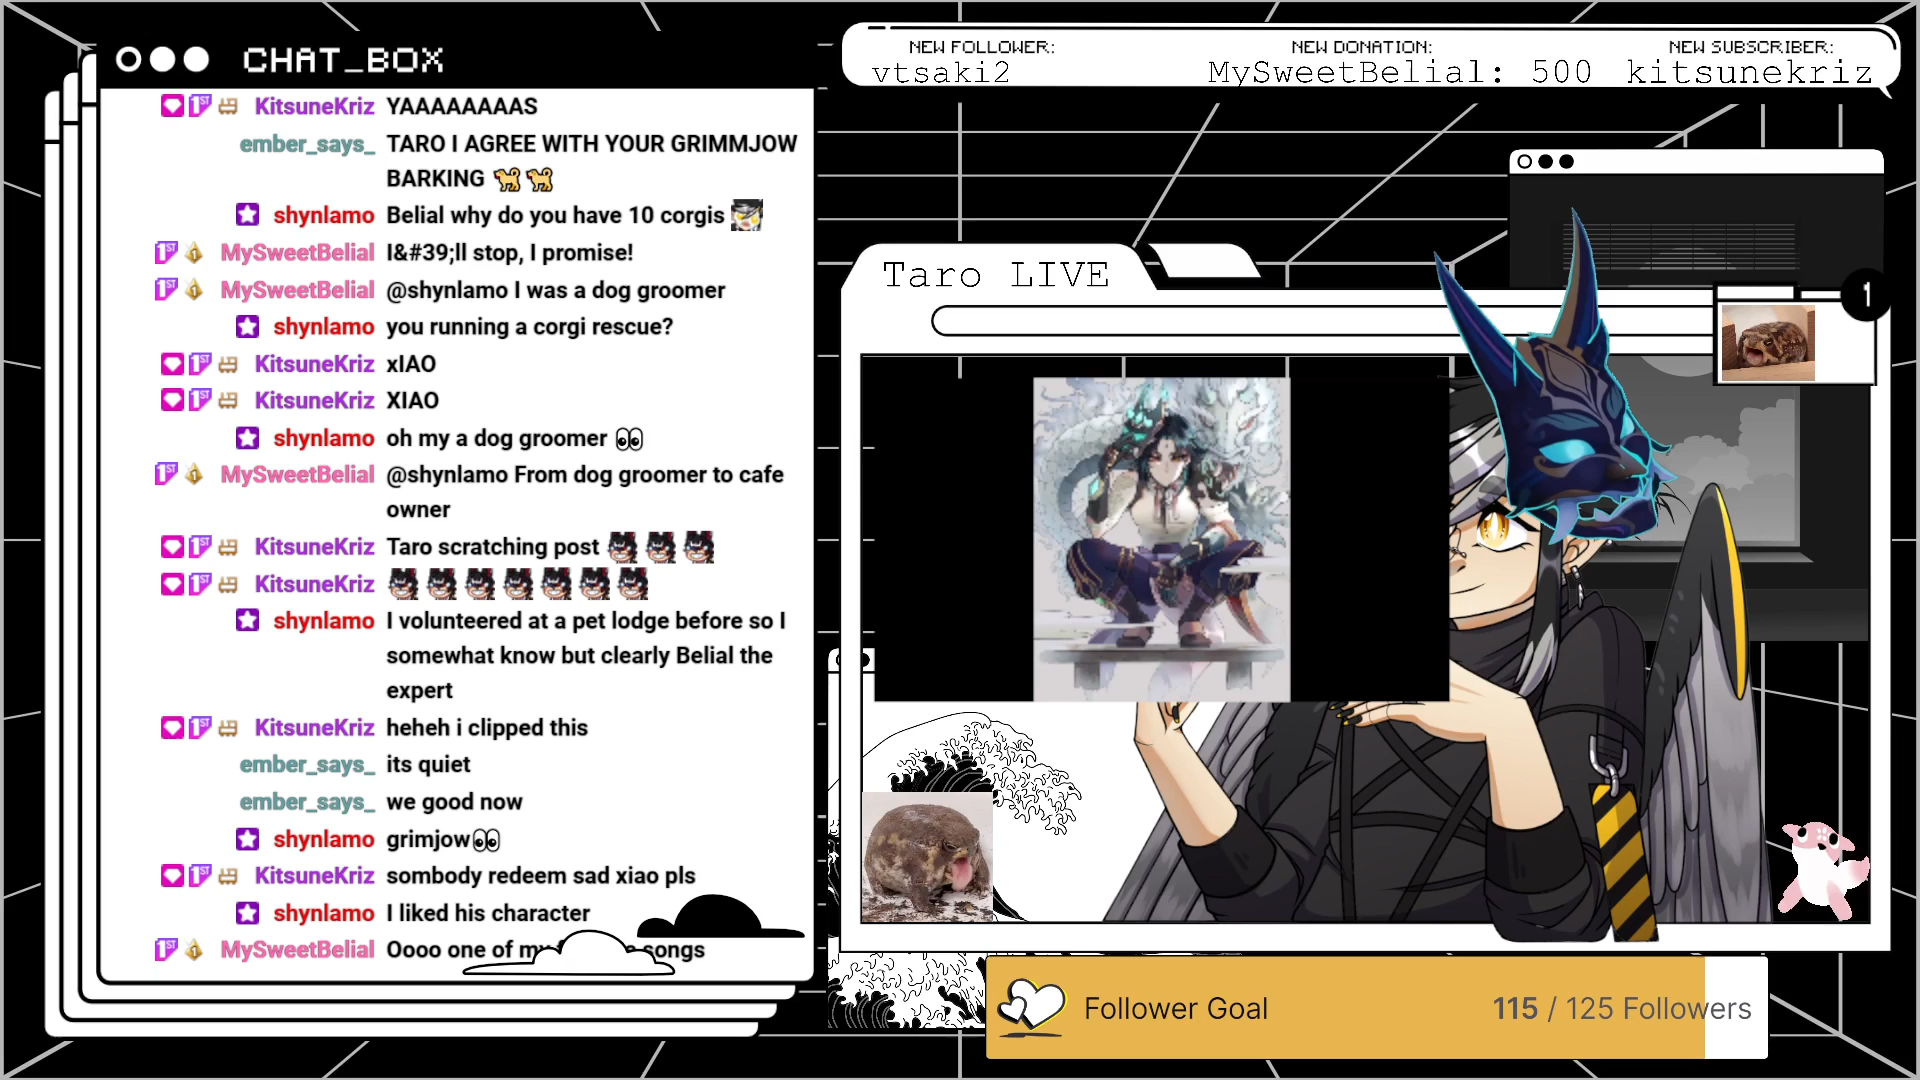 CHAT_BOX
KitsuneKriz YAAAAAAAAS
ember_says_ TARO I AGREE WITH YOUR GRIMMJOW
BARKING
shynlamo Belial why do you have 10 corgis
MySweetBelial I&#39;ll stop, I promise!
MySweetBelial @shynlamo I was a dog groomer
shynlamo you running a corgi rescue?
KitsuneKriz xIAO
KitsuneKriz XIAO
shynlamo oh my a dog groomer
MySweetBelial @shynlamo From dog groomer to cafe
owner
KitsuneKriz Taro scratching post
KitsuneKriz
shynlamo I volunteered at a pet lodge before so I
somewhat know but clearly Belial the
expert
KitsuneKriz heheh i clipped this
ember_says_ its quiet
ember_says_ we good now
shynlamo grimjow
KitsuneKriz sombody redeem sad xiao pls
shynlamo I liked his character
MySweetBelial Oooo one of songs
NEW FOLLOWER:
vtsaki2
NEW DONATION:
MySweetBelial: 500
NEW SUBSCRIBER:
kitsunekriz
Taro LIVE
1
Follower Goal
115 / 125 Followers